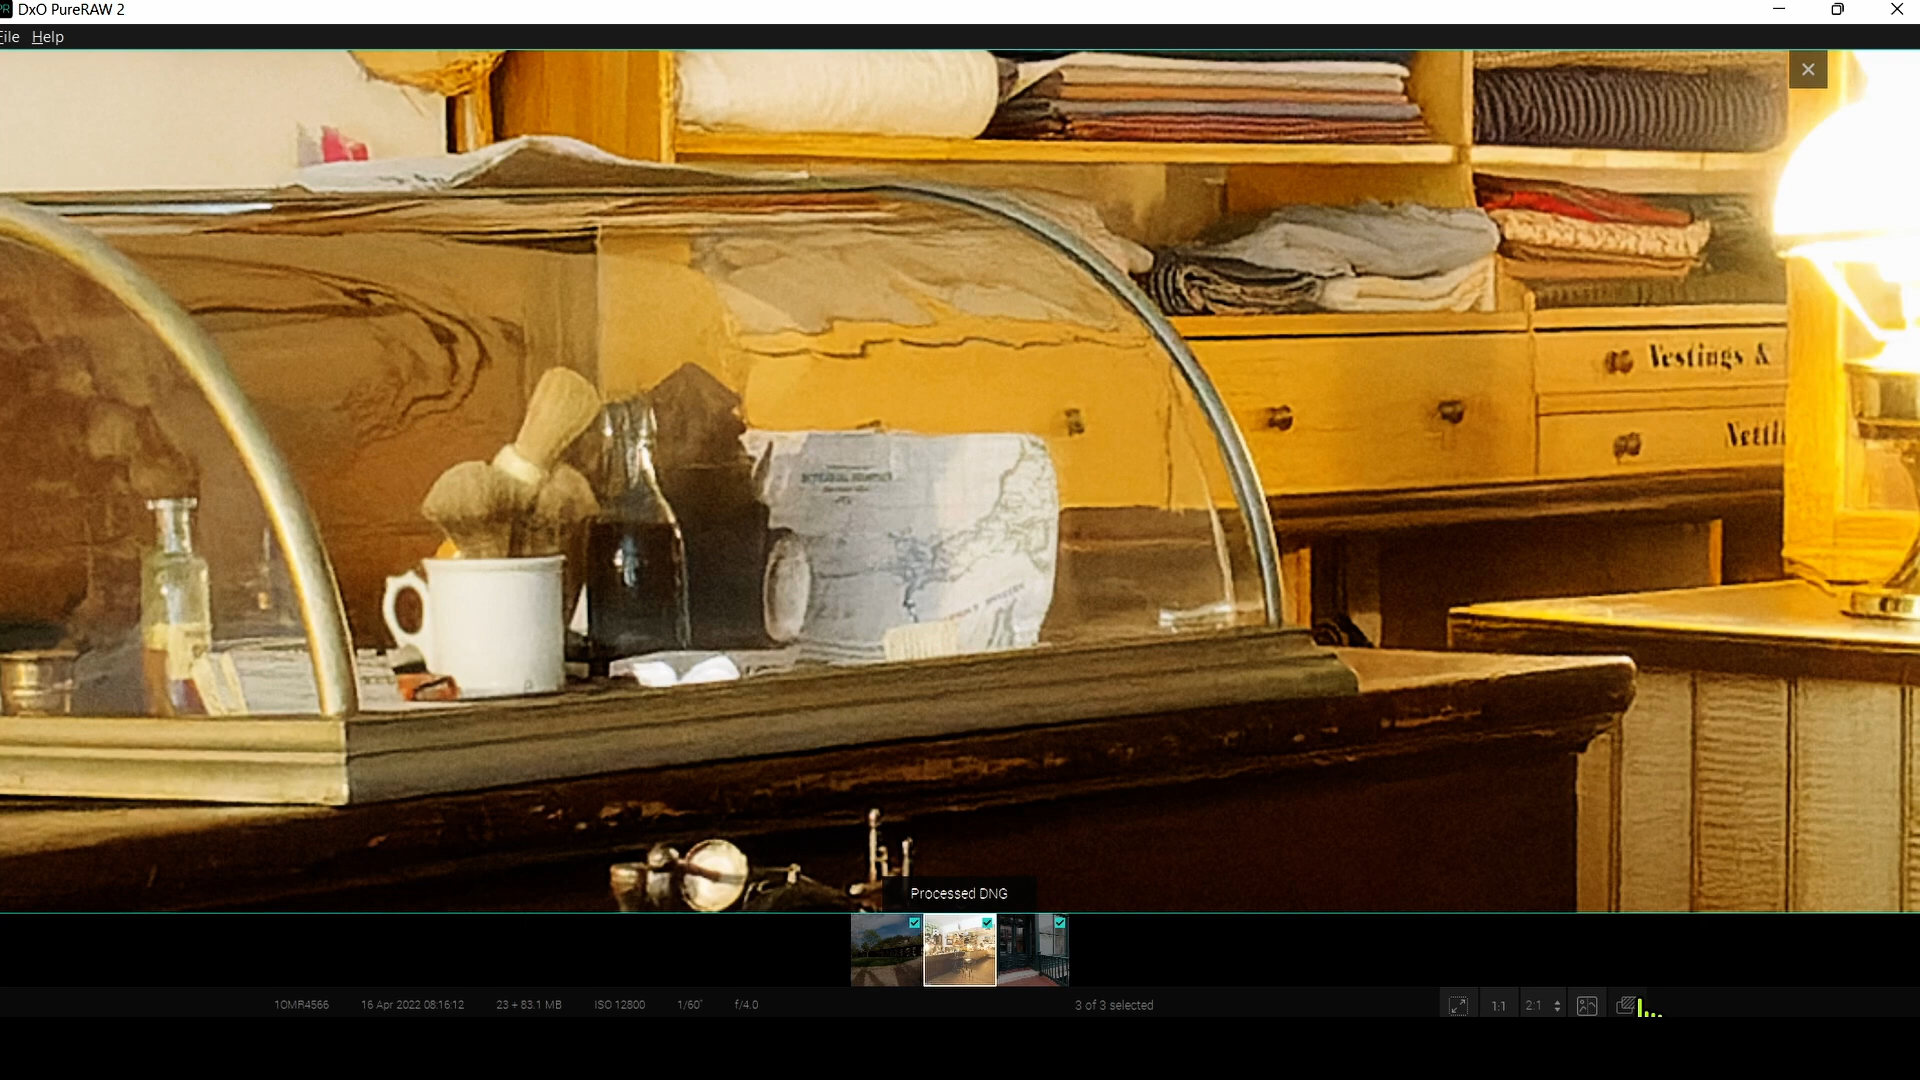 DxO PureRAW 2
File Help
Vestings &
Processed DNG
10MR4566 16 Apr 2022 08:16:12 23 + 83.1 MB ISO 12800 1/60" f/4.0 3 of 3 selected 1:1 2:1